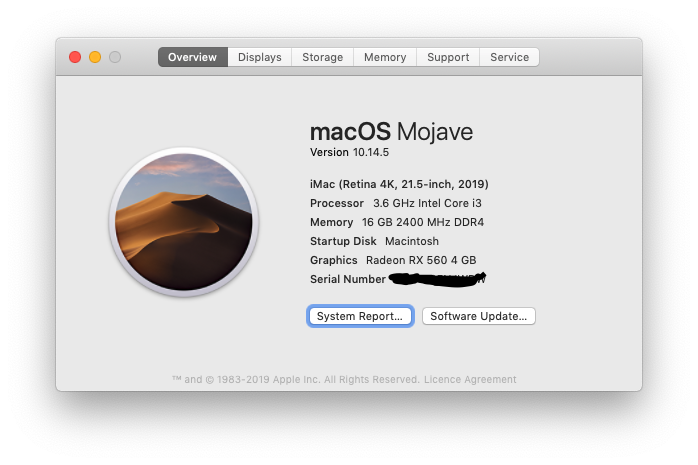 Overview Displays Storage Memory Support Service
macOS Mojave
Version 10.14.5
iMac (Retina 4K, 21.5-inch, 2019)
Processor 3.6 GHz Intel Core i3
Memory 16 GB 2400 MHz DDR4
Startup Disk Macintosh
Graphics Radeon RX 560 4 GB
Serial Number
System Report... Software Update...
™ and © 1983-2019 Apple Inc. All Rights Reserved. Licence Agreement